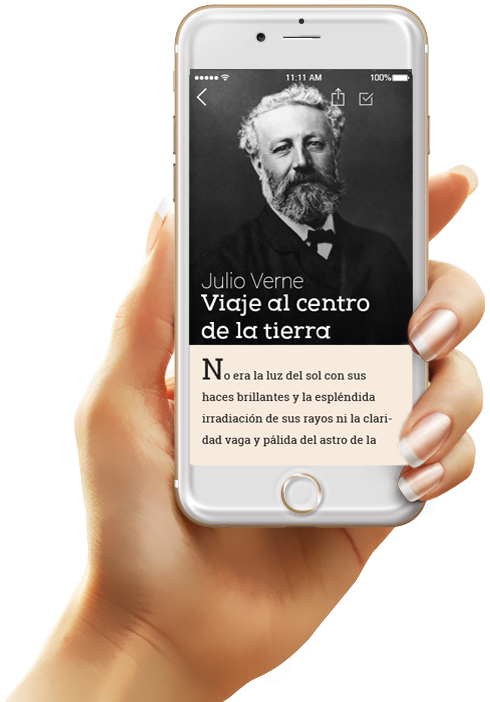 11:11 AM 100%
Julio Verne
Viaje al centro
de la tierra
No era la luz del sol con sus
haces brillantes y la espléndida
irradiación de sus rayos ni la clari-
dad vaga y pálida del astro de la